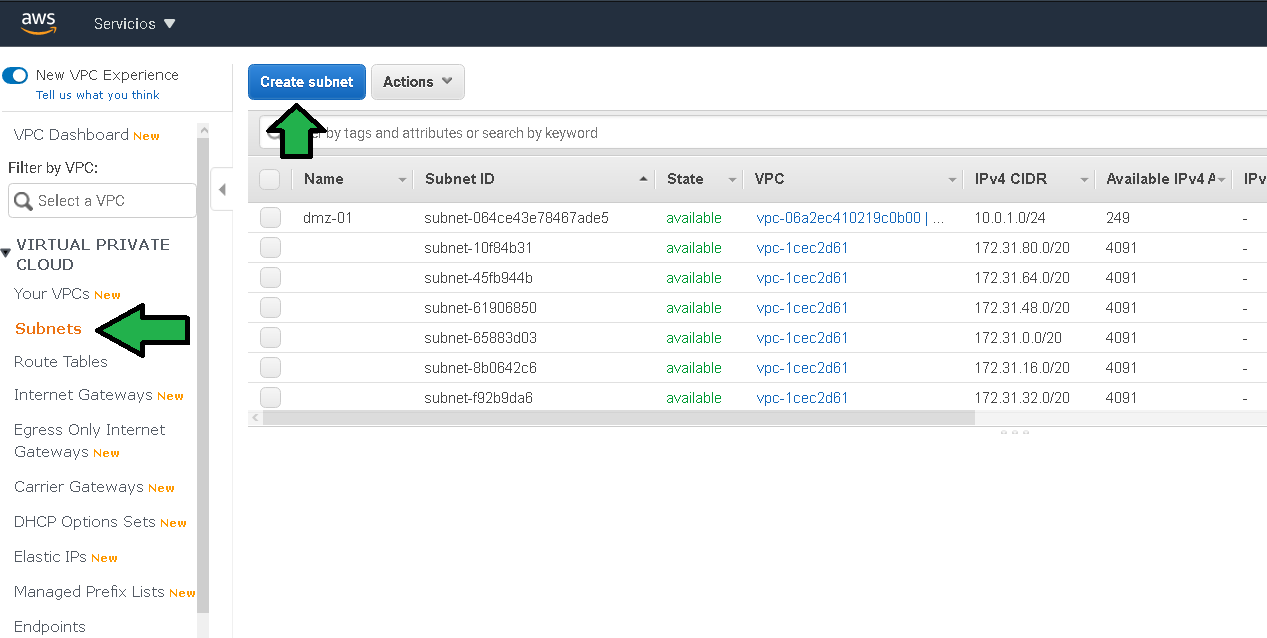 aws Servicios
New VPC Experience
Tell us what you think
VPC Dashboard New
Filter by VPC:
Select a VPC
VIRTUAL PRIVATE
CLOUD
Your VPCs New
Subnets
Route Tables
Internet Gateways New
Egress Only Internet
Gateways New
Carrier Gateways New
DHCP Options Sets New
Elastic IPs New
Managed Prefix Lists New
Endpoints
Create subnet Actions
by tags and attributes or search by keyword
Name Subnet ID State VPC IPv4 CIDR Available IPv4 A IPv
dmz-01 subnet-064ce43e78467ade5 available vpc-06a2ec410219c0b00 | ... 10.0.1.0/24 249 -
subnet-10f84b31 available vpc-1cec2d61 172.31.80.0/20 4091 -
subnet-45fb944b available vpc-1cec2d61 172.31.64.0/20 4091 -
subnet-61906850 available vpc-1cec2d61 172.31.48.0/20 4091 -
subnet-65883d03 available vpc-1cec2d61 172.31.0.0/20 4091 -
subnet-8b0642c6 available vpc-1cec2d61 172.31.16.0/20 4091 -
subnet-f92b9da6 available vpc-1cec2d61 172.31.32.0/20 4091 -